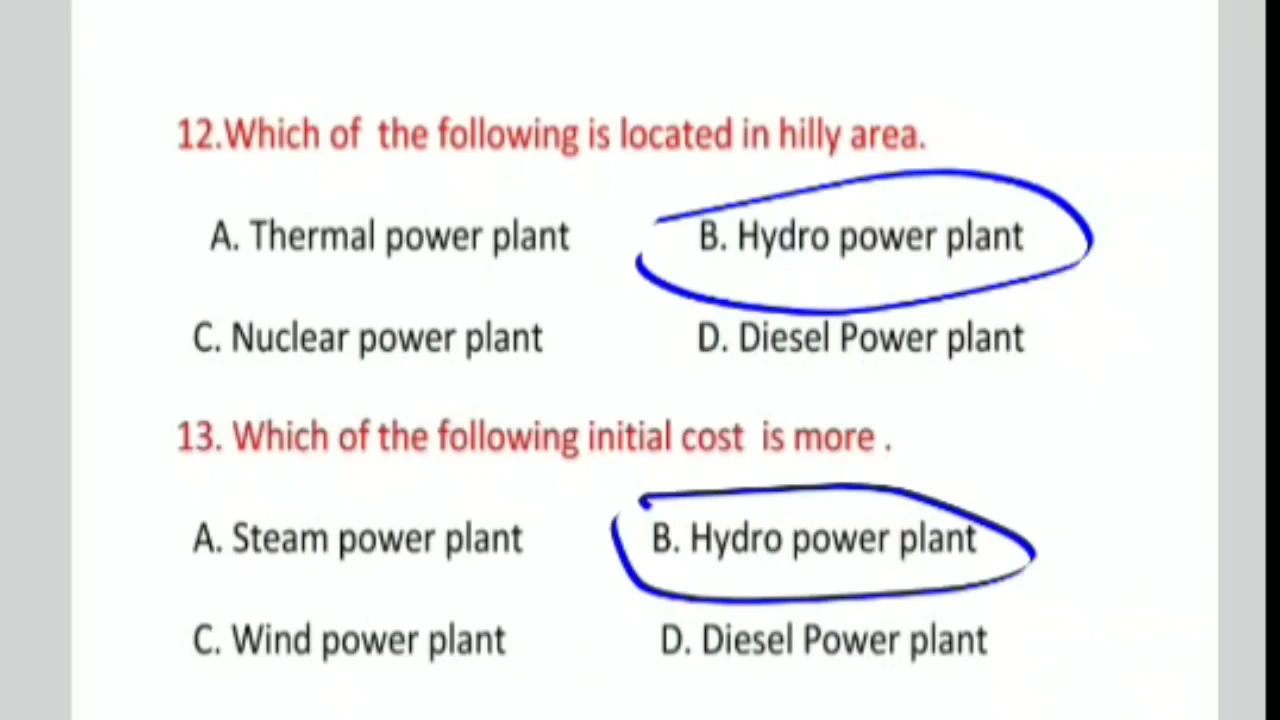 12.Which of the following is located in hilly area.
A. Thermal power plant B. Hydro power plant
C. Nuclear power plant D. Diesel Power plant
13. Which of the following initial cost is more .
A. Steam power plant B. Hydro power plant
C. Wind power plant D. Diesel Power plant